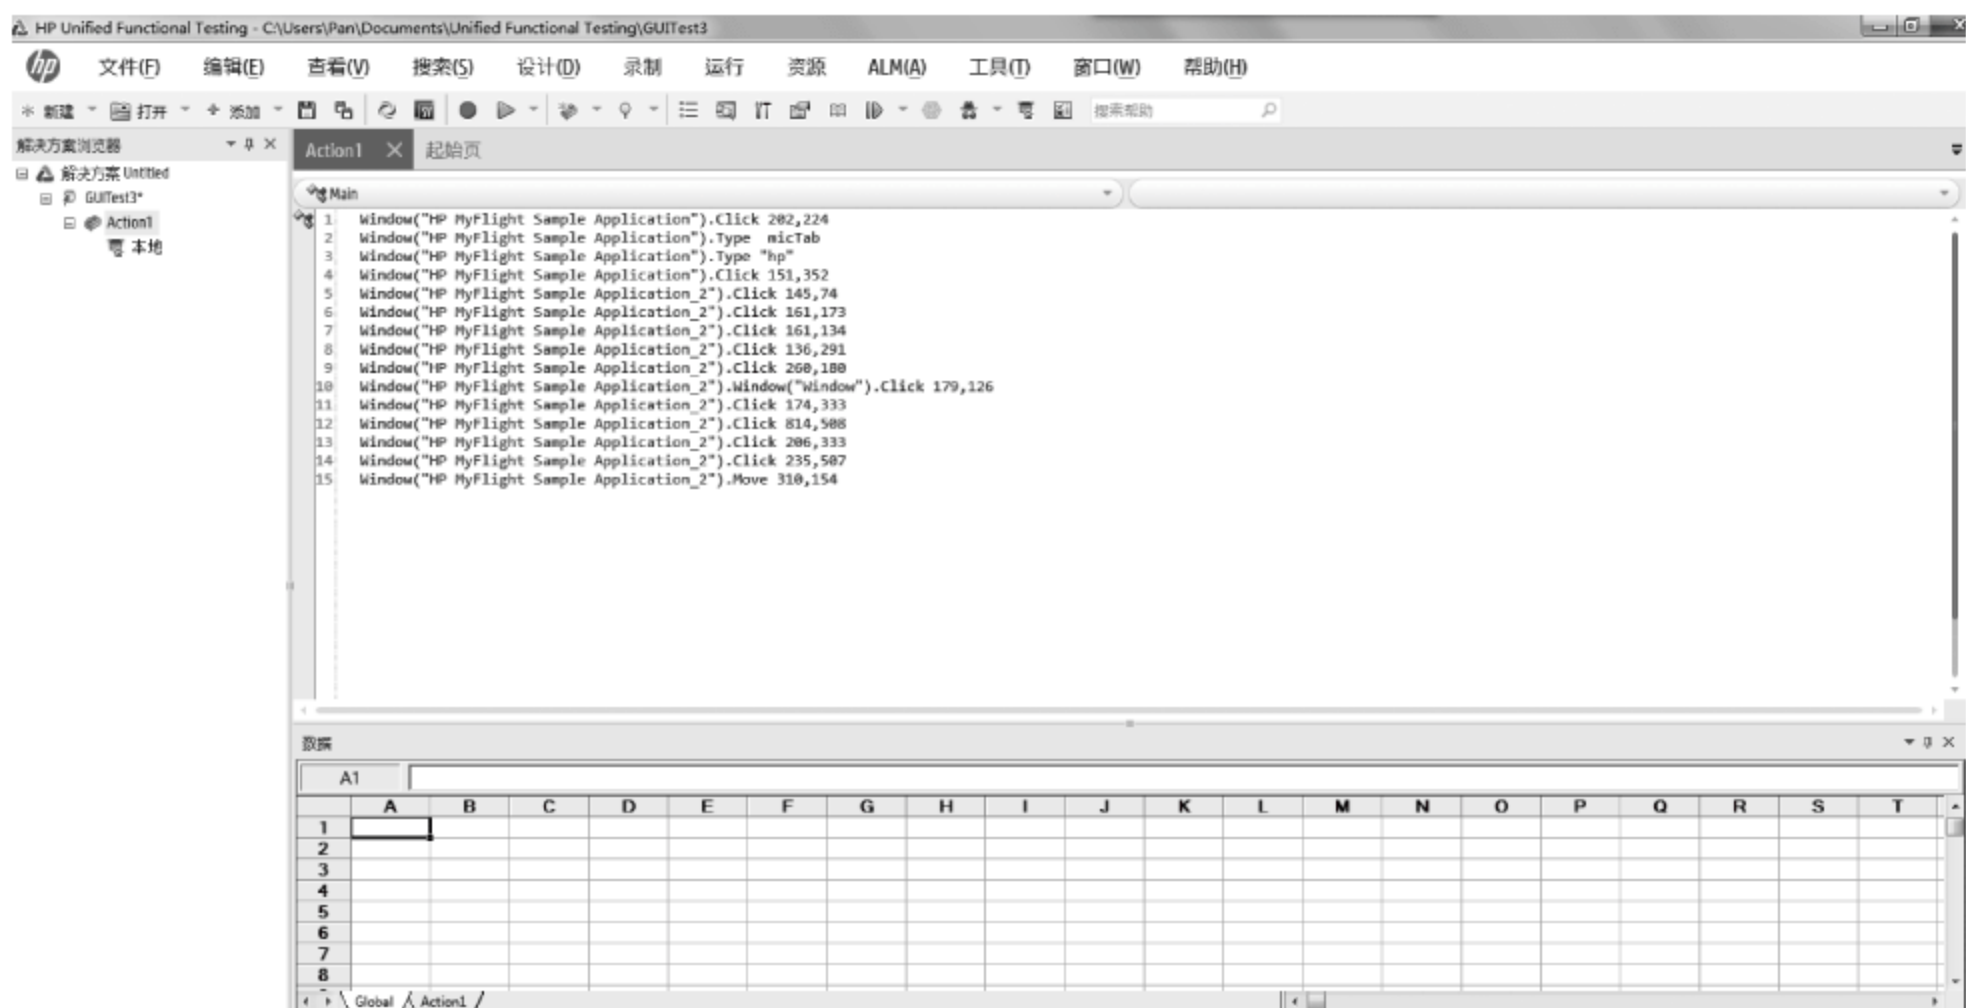 HP Unified Functional Testing - C:\Users\Pan\Documents\Unified Functional Testing\GUITest3
hp 文件(F) 编辑(E) 查看(V) 搜索(S) 设计(D) 录制 运行 资源 ALM(A) 工具(T) 窗口(W) 帮助(H)
新建 打开 添加 搜索帮助
解决方案浏览器
解决方案 Untitled
GUITest3*
Action1
本地
Action1 起始页
Main
1 Window("HP MyFlight Sample Application").Click 202,224
2 Window("HP MyFlight Sample Application").Type  micTab
3 Window("HP MyFlight Sample Application").Type "hp"
4 Window("HP MyFlight Sample Application").Click 151,352
5 Window("HP MyFlight Sample Application_2").Click 145,74
6 Window("HP MyFlight Sample Application_2").Click 161,173
7 Window("HP MyFlight Sample Application_2").Click 161,134
8 Window("HP MyFlight Sample Application_2").Click 136,291
9 Window("HP MyFlight Sample Application_2").Click 260,180
10 Window("HP MyFlight Sample Application_2").Window("Window").Click 179,126
11 Window("HP MyFlight Sample Application_2").Click 174,333
12 Window("HP MyFlight Sample Application_2").Click 814,508
13 Window("HP MyFlight Sample Application_2").Click 206,333
14 Window("HP MyFlight Sample Application_2").Click 235,507
15 Window("HP MyFlight Sample Application_2").Move 310,154
数据
A1
A B C D E F G H I J K L M N O P Q R S T
1
2
3
4
5
6
7
8
Global Action1